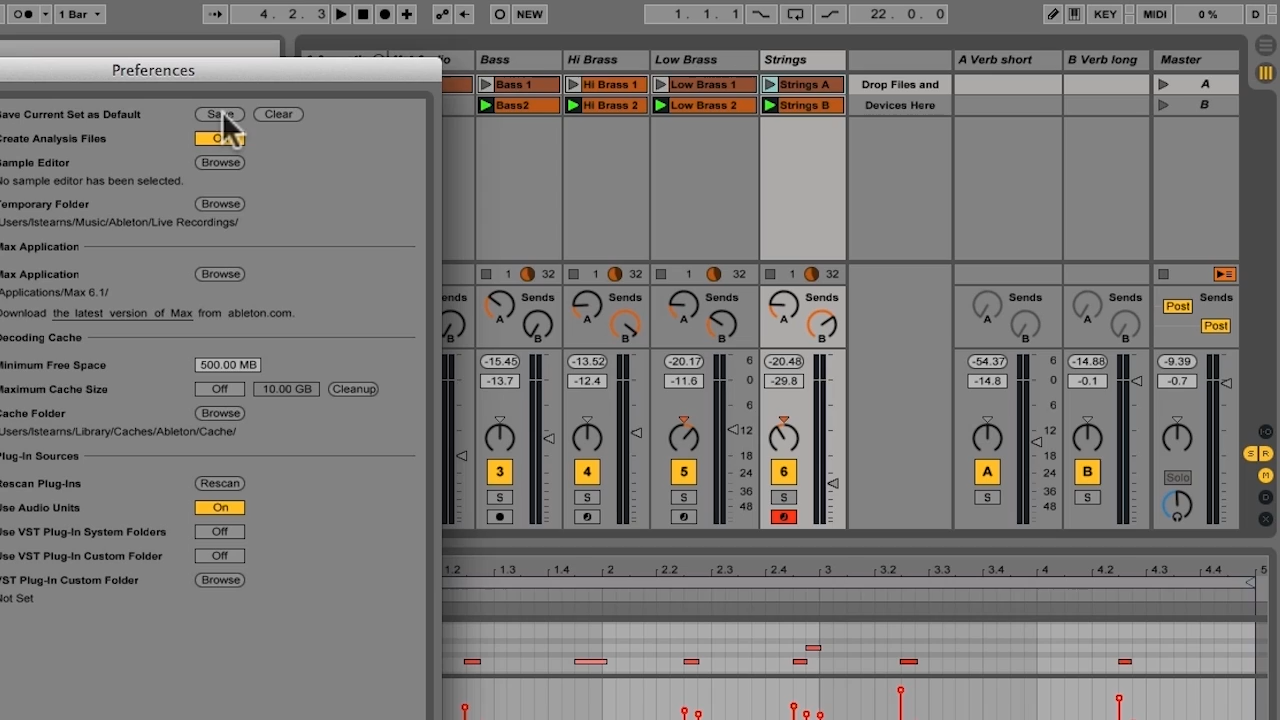 1 Bar 4. 2. 3 NEW 1. 1. 1 22. 0. 0 KEY MIDI 0 % D
Preferences
Save Current Set as Default Save Clear
Create Analysis Files
Sample Editor Browse
No sample editor has been selected.
Temporary Folder Browse
Users/lstearns/Music/Ableton/Live Recordings/
Max Application
Max Application Browse
Applications/Max 6.1/
Download the latest version of Max from ableton.com.
Decoding Cache
Minimum Free Space 500.00 MB
Maximum Cache Size Off 10.00 GB Cleanup
Cache Folder Browse
Users/lstearns/Library/Caches/Ableton/Cache/
Plug-In Sources
Rescan Plug-Ins Rescan
Use Audio Units On
Use VST Plug-In System Folders Off
Use VST Plug-In Custom Folder Off
VST Plug-In Custom Folder Browse
Not Set
Bass Hi Brass Low Brass Strings A Verb short B Verb long Master
Bass 1 Hi Brass 1 Low Brass 1 Strings A Drop Files and A
Bass2 Hi Brass 2 Low Brass 2 Strings B Devices Here B
1 32 1 32 1 32 1 32
ends Sends Sends Sends Sends Sends Sends Sends
A A A A A A Post
B B B B B B B Post
-15.45 -13.52 -20.17 6 -20.48 -54.37 6 -14.88 -9.39
-13.7 -12.4 -11.6 0 -29.8 -14.8 0 -0.1 -0.7
6 6
12 12
18 18
3 4 5 24 6 A 24 B Solo
S S S 36 S S 36 S
48 48
S R
M
1.2 1.3 1.4 2 2.2 2.3 2.4 3 3.2 3.3 3.4 4 4.2 4.3 4.4 5